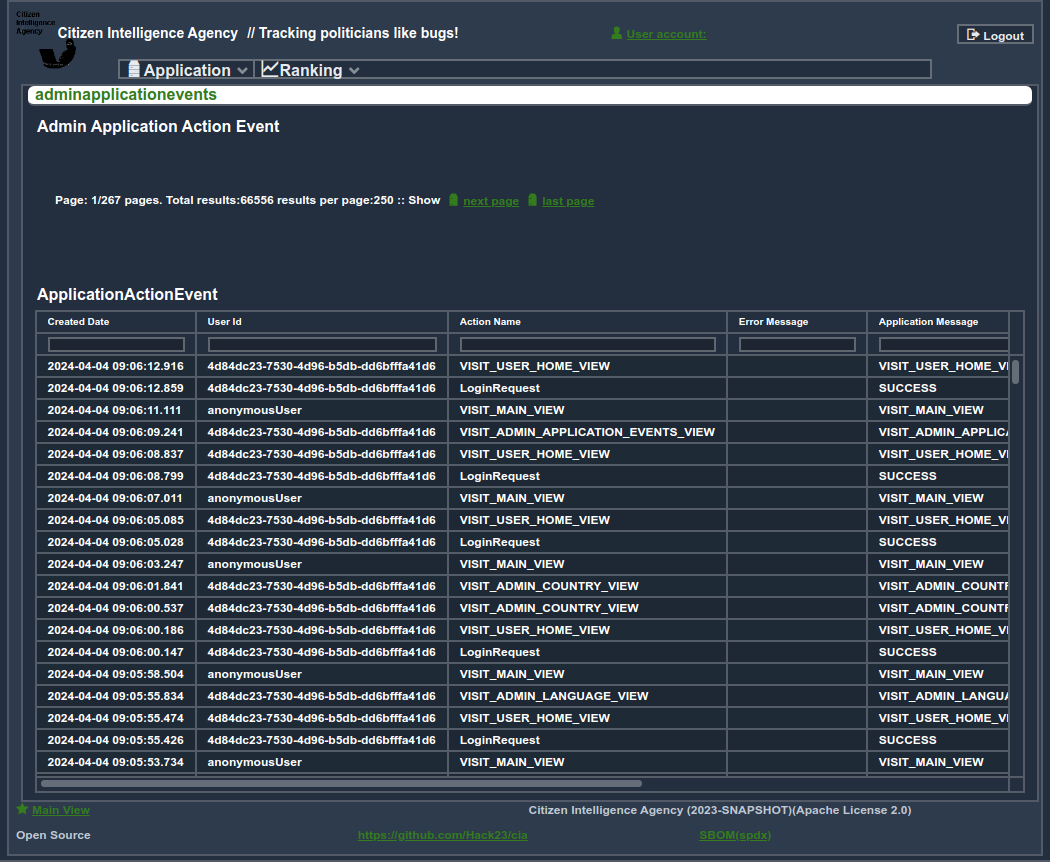 Citizen
Intelligence
Agency
Citizen Intelligence Agency // Tracking politicians like bugs!
User account:
Logout
Application Ranking
adminapplicationevents
Admin Application Action Event
Page: 1/267 pages. Total results:66556 results per page:250 :: Show next page last page
ApplicationActionEvent
Created Date User Id Action Name Error Message Application Message
2024-04-04 09:06:12.916 4d84dc23-7530-4d96-b5db-dd6bfffa41d6 VISIT_USER_HOME_VIEW VISIT_USER_HOME_VI
2024-04-04 09:06:12.859 4d84dc23-7530-4d96-b5db-dd6bfffa41d6 LoginRequest SUCCESS
2024-04-04 09:06:11.111 anonymousUser VISIT_MAIN_VIEW VISIT_MAIN_VIEW
2024-04-04 09:06:09.241 4d84dc23-7530-4d96-b5db-dd6bfffa41d6 VISIT_ADMIN_APPLICATION_EVENTS_VIEW VISIT_ADMIN_APPLICA
2024-04-04 09:06:08.837 4d84dc23-7530-4d96-b5db-dd6bfffa41d6 VISIT_USER_HOME_VIEW VISIT_USER_HOME_VI
2024-04-04 09:06:08.799 4d84dc23-7530-4d96-b5db-dd6bfffa41d6 LoginRequest SUCCESS
2024-04-04 09:06:07.011 anonymousUser VISIT_MAIN_VIEW VISIT_MAIN_VIEW
2024-04-04 09:06:05.085 4d84dc23-7530-4d96-b5db-dd6bfffa41d6 VISIT_USER_HOME_VIEW VISIT_USER_HOME_VI
2024-04-04 09:06:05.028 4d84dc23-7530-4d96-b5db-dd6bfffa41d6 LoginRequest SUCCESS
2024-04-04 09:06:03.247 anonymousUser VISIT_MAIN_VIEW VISIT_MAIN_VIEW
2024-04-04 09:06:01.841 4d84dc23-7530-4d96-b5db-dd6bfffa41d6 VISIT_ADMIN_COUNTRY_VIEW VISIT_ADMIN_COUNTR
2024-04-04 09:06:00.537 4d84dc23-7530-4d96-b5db-dd6bfffa41d6 VISIT_ADMIN_COUNTRY_VIEW VISIT_ADMIN_COUNTR
2024-04-04 09:06:00.186 4d84dc23-7530-4d96-b5db-dd6bfffa41d6 VISIT_USER_HOME_VIEW VISIT_USER_HOME_VI
2024-04-04 09:06:00.147 4d84dc23-7530-4d96-b5db-dd6bfffa41d6 LoginRequest SUCCESS
2024-04-04 09:05:58.504 anonymousUser VISIT_MAIN_VIEW VISIT_MAIN_VIEW
2024-04-04 09:05:55.834 4d84dc23-7530-4d96-b5db-dd6bfffa41d6 VISIT_ADMIN_LANGUAGE_VIEW VISIT_ADMIN_LANGUA
2024-04-04 09:05:55.474 4d84dc23-7530-4d96-b5db-dd6bfffa41d6 VISIT_USER_HOME_VIEW VISIT_USER_HOME_VI
2024-04-04 09:05:55.426 4d84dc23-7530-4d96-b5db-dd6bfffa41d6 LoginRequest SUCCESS
2024-04-04 09:05:53.734 anonymousUser VISIT_MAIN_VIEW VISIT_MAIN_VIEW
Main View Citizen Intelligence Agency (2023-SNAPSHOT)(Apache License 2.0)
Open Source https://github.com/Hack23/cia SBOM(spdx)